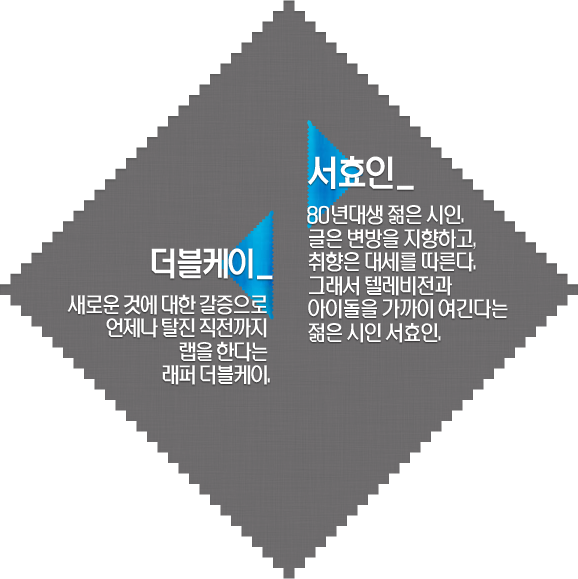 서효인_
80년대생 젊은 시인.
글은 변방을 지향하고,
취향은 대세를 따른다.
그래서 텔레비전과
아이돌을 가까이 여긴다는
젊은 시인 서효인.
더블케이_
새로운 것에 대한 갈증으로
언제나 탈진 직전까지
랩을 한다는
래퍼 더블케이.